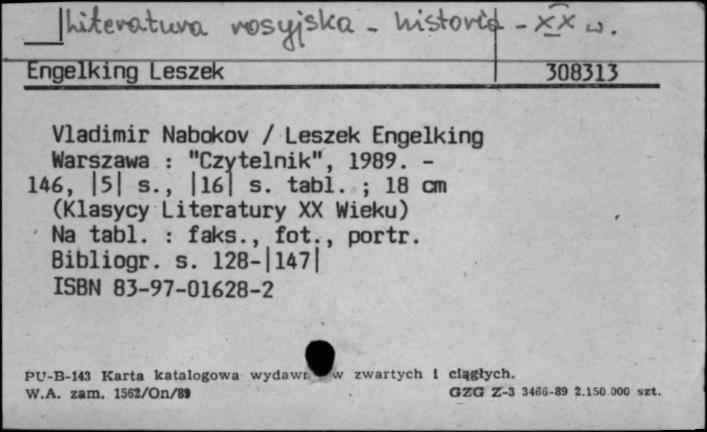 literatura rosyjska - historia - XX w.
Engelking Leszek 308313
Vladimir Nabokov / Leszek Engelking
Warszawa : "Czytelnik", 1989. -
146, |5| s., |16| s. tabl. ; 18 cm
(Klasycy Literatury XX Wieku)
Na tabl. : faks., fot., portr.
Bibliogr. s. 128-|147|
ISBN 83-97-01628-2
PU-B-143 Karta katalogowa wydawn w zwartych i ciągłych.
W.A. zam. 1562/On/89 GZG Z-3 3466-89 2.150.000 szt.